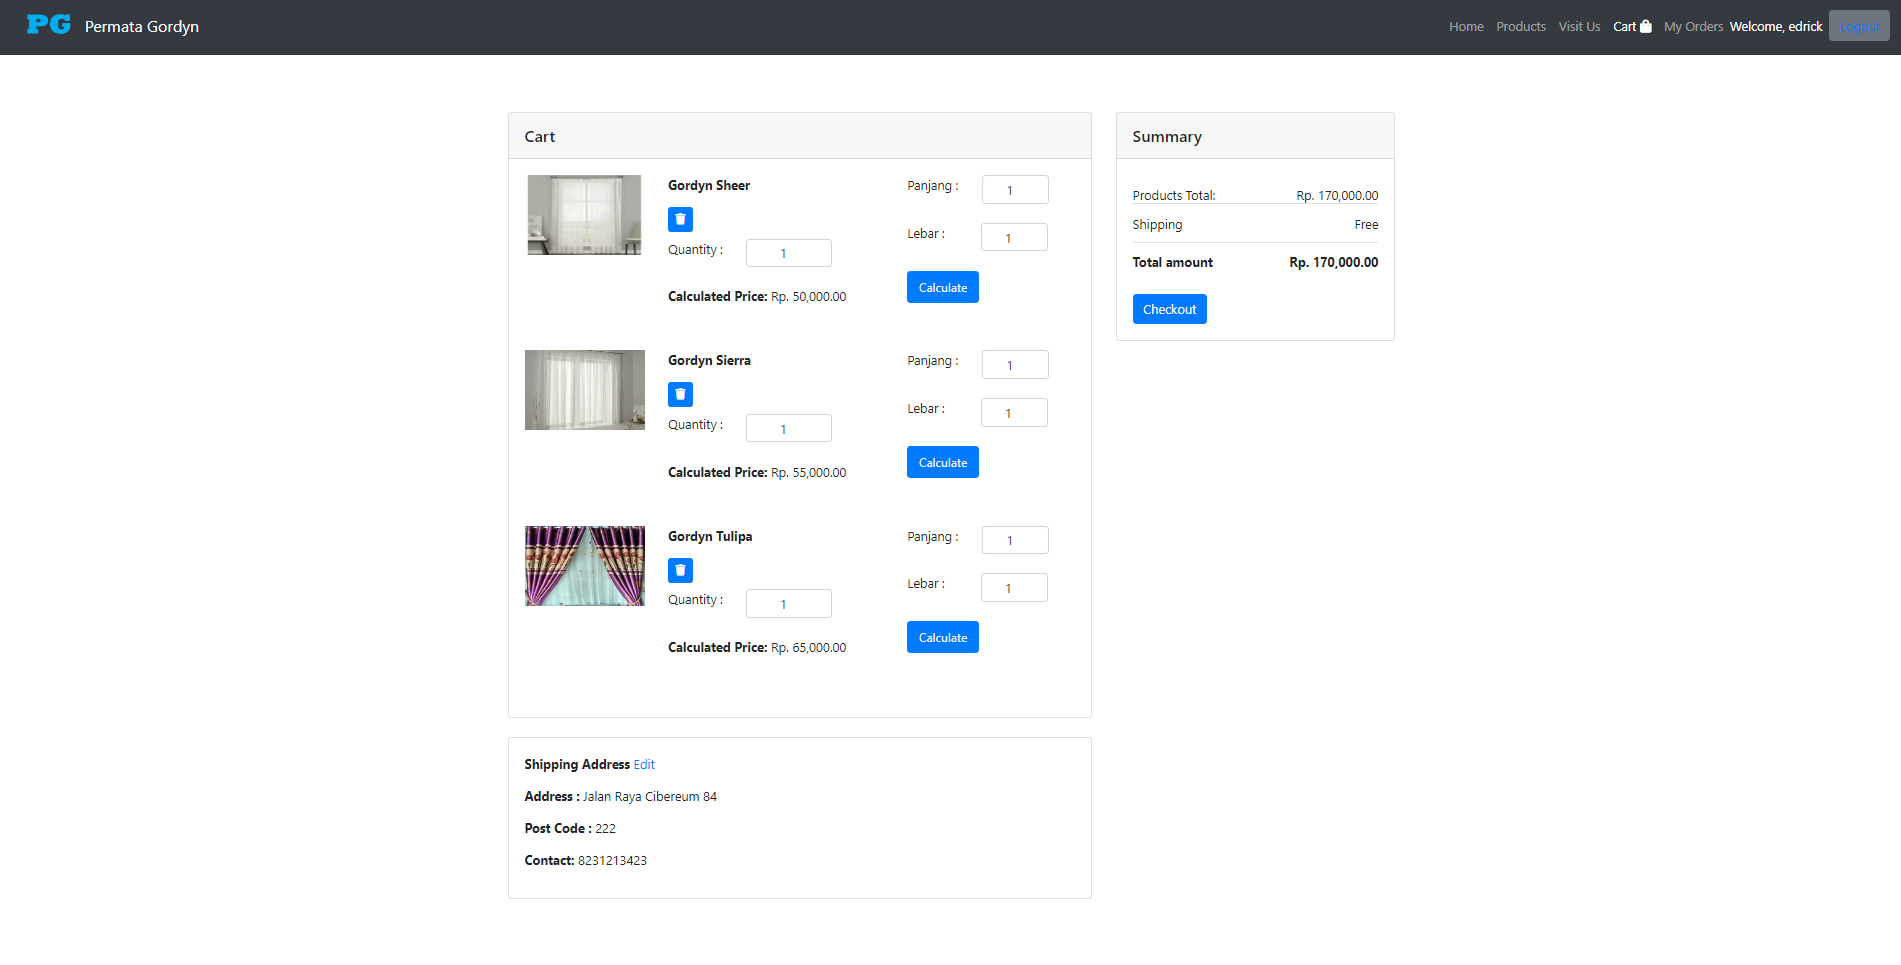 PG Permata Gordyn
Home Products Visit Us Cart My Orders Welcome, edrick Logout
Cart
Gordyn Sheer
Quantity : 1
Calculated Price: Rp. 50,000.00
Panjang : 1
Lebar : 1
Calculate
Gordyn Sierra
Quantity : 1
Calculated Price: Rp. 55,000.00
Panjang : 1
Lebar : 1
Calculate
Gordyn Tulipa
Quantity : 1
Calculated Price: Rp. 65,000.00
Panjang : 1
Lebar : 1
Calculate
Summary
Products Total: Rp. 170,000.00
Shipping Free
Total amount Rp. 170,000.00
Checkout
Shipping Address Edit
Address : Jalan Raya Cibereum 84
Post Code : 222
Contact: 8231213423